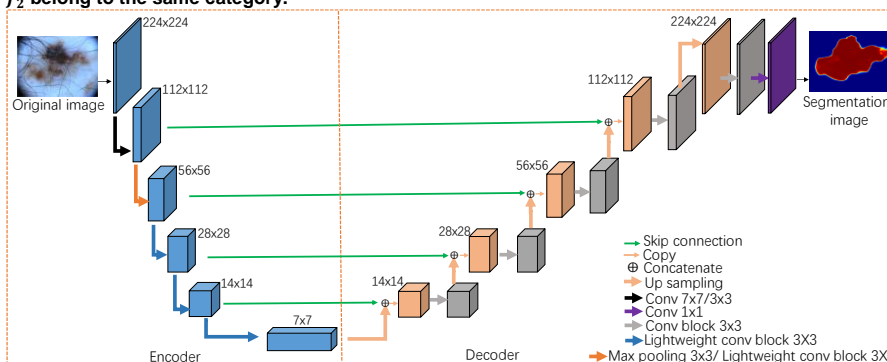 )2 belong to the same category.
224x224
224x224
112x112
112x112
Original image
Segmentation
image
56x56
56x56
28x28
28x28
14x14
14x14
7x7
Skip connection
Copy
Concatenate
Up sampling
Conv 7x7/3x3
Conv 1x1
Conv block 3x3
Lightweight conv block 3X3
Max pooling 3x3/ Lightweight conv block 3X
Encoder
Decoder